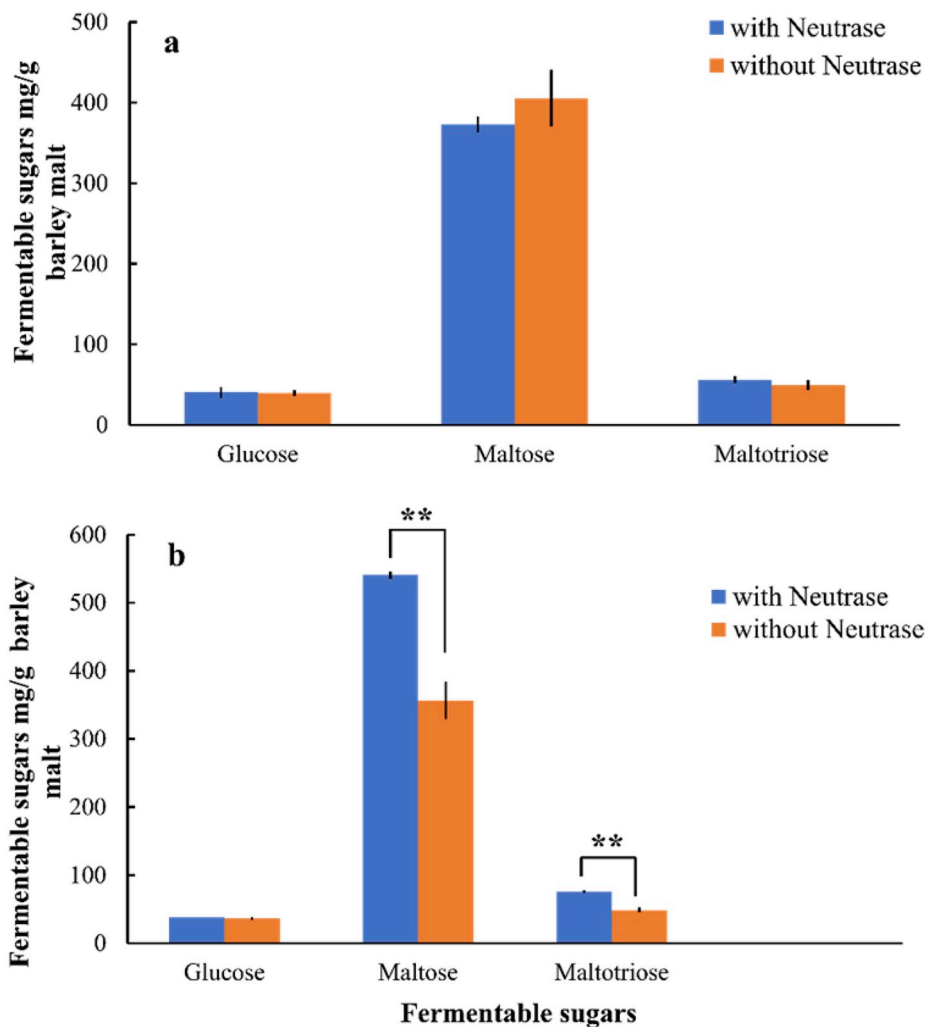 a
with Neutrase
without Neutrase
Fermentable sugars mg/g
barley malt
500
400
300
200
100
0
Glucose Maltose Maltotriose
b
with Neutrase
without Neutrase
Fermentable sugars mg/g barley
malt
600
500
400
300
200
100
0
**
**
Glucose Maltose Maltotriose
Fermentable sugars